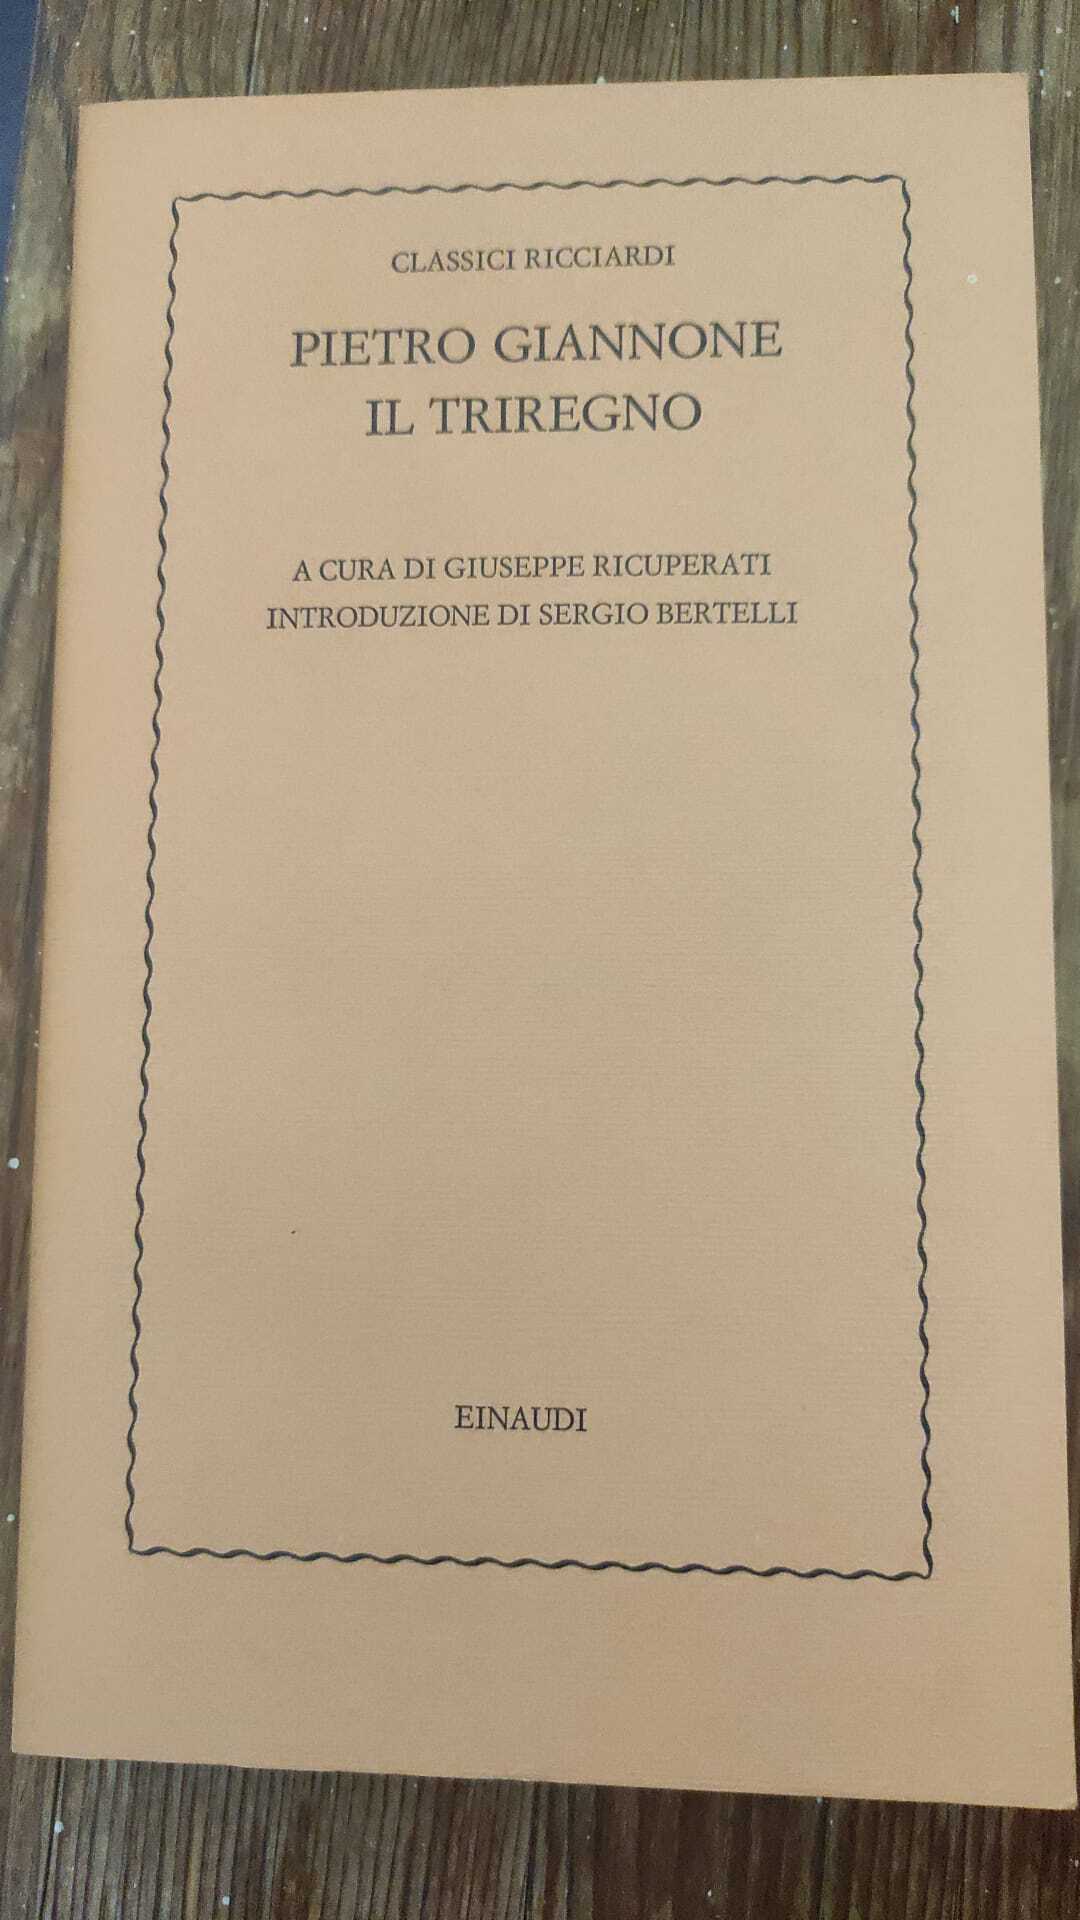 CLASSICI RICCIARDI
PIETRO GIANNONE
IL TRIREGNO
A CURA DI GIUSEPPE RICUPERATI
INTRODUZIONE DI SERGIO BERTELLI
EINAUDI